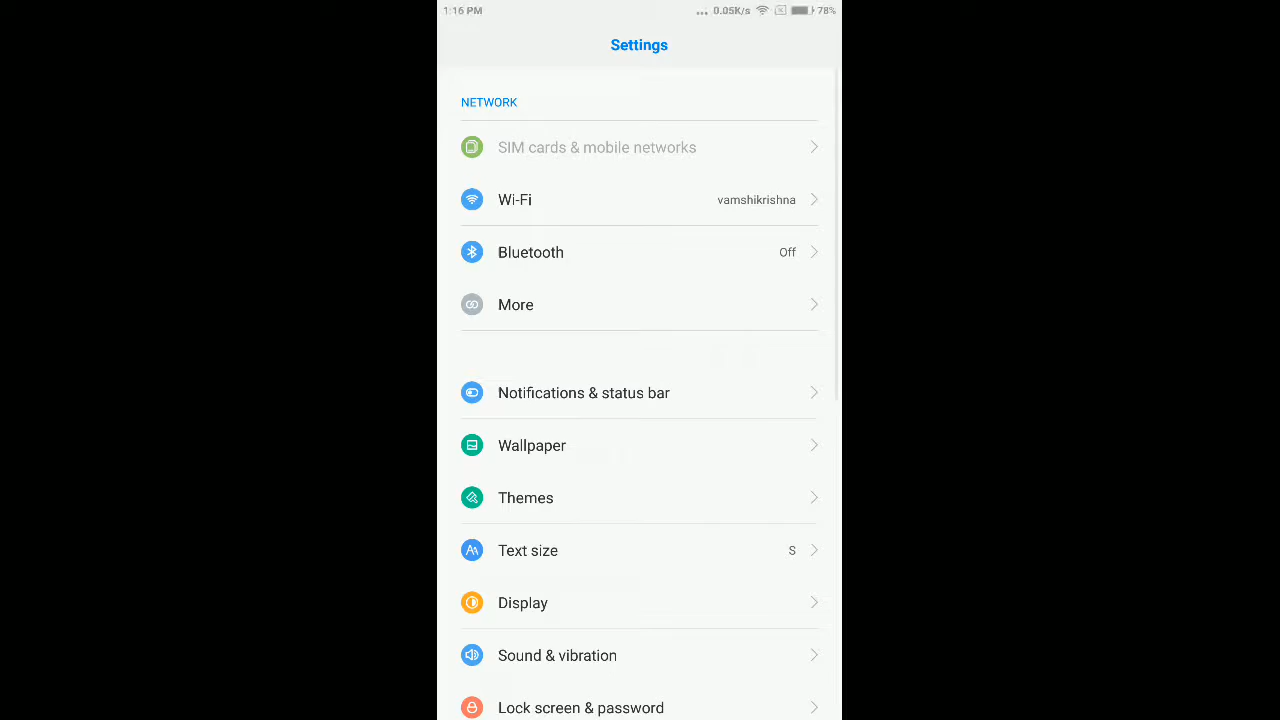 1:16 PM ... 0.05K/s 78%
Settings
NETWORK
SIM cards & mobile networks
Wi-Fi vamshikrishna
Bluetooth Off
More
Notifications & status bar
Wallpaper
Themes
Text size S
Display
Sound & vibration
Lock screen & password